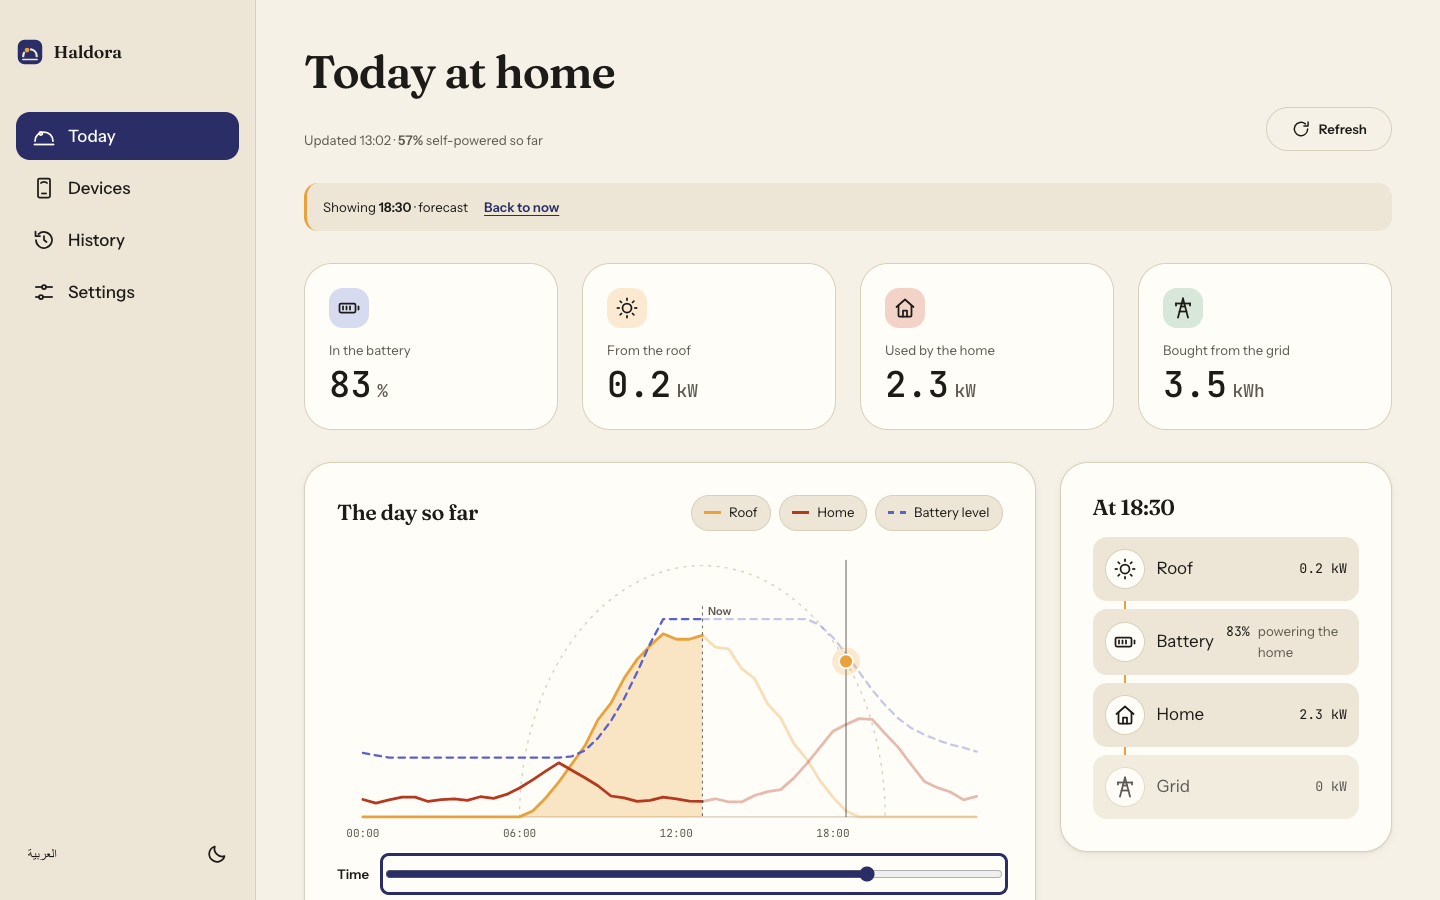 Haldora
Today
Devices
History
Settings
العربية
Today at home
Updated 13:02 · 57% self-powered so far
Refresh
Showing 18:30 · forecast Back to now
In the battery
83 %
From the roof
0.2 kW
Used by the home
2.3 kW
Bought from the grid
3.5 kWh
The day so far
Roof
Home
Battery level
Now
00:00 06:00 12:00 18:00
Time
At 18:30
Roof 0.2 kW
Battery 83% powering the
home
Home 2.3 kW
Grid 0 kW